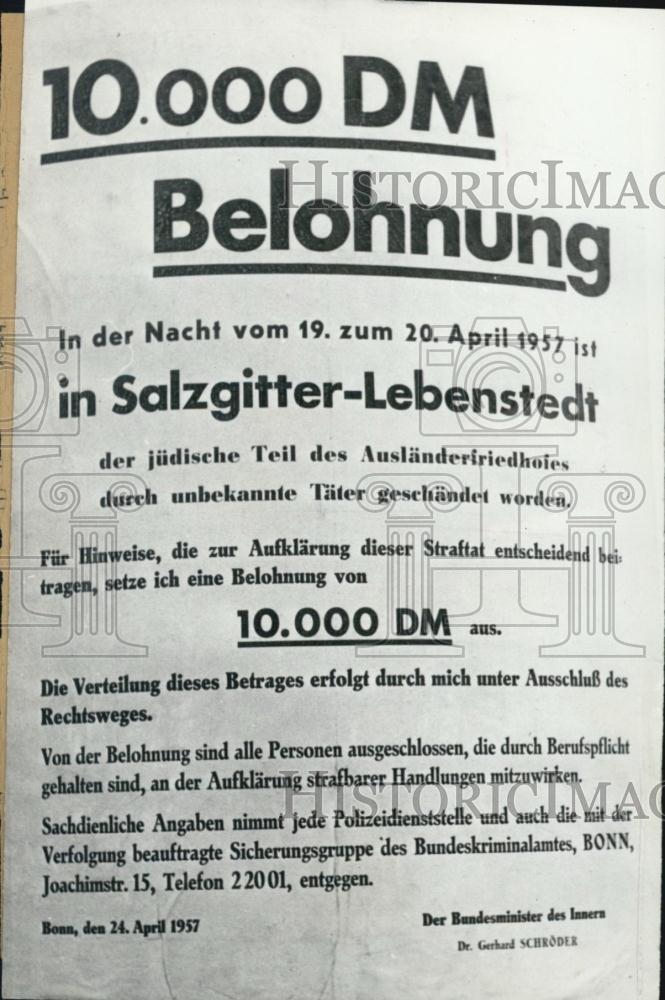 10.000 DM
Belohnung
In der Nacht vom 19. zum 20. April 1957 ist
in Salzgitter-Lebenstedt
der jüdische Teil des Ausländerfriedhofes
durch unbekannte Täter geschändet worden.
Für Hinweise, die zur Aufklärung dieser Straftat entscheidend bei-
tragen, setze ich eine Belohnung von
10.000 DM aus.
Die Verteilung dieses Betrages erfolgt durch mich unter Ausschluß des
Rechtsweges.
Von der Belohnung sind alle Personen ausgeschlossen, die durch Berufspflicht
gehalten sind, an der Aufklärung strafbarer Handlungen mitzuwirken.
Sachdienliche Angaben nimmt jede Polizeidienststelle und auch die mit der
Verfolgung beauftragte Sicherungsgruppe des Bundeskriminalamtes, BONN,
Joachimstr. 15, Telefon 2 20 01, entgegen.
Bonn, den 24. April 1957
Der Bundesminister des Innern
Dr. Gerhard SCHRÖDER
HISTORICIMAG
HISTORICIMAG